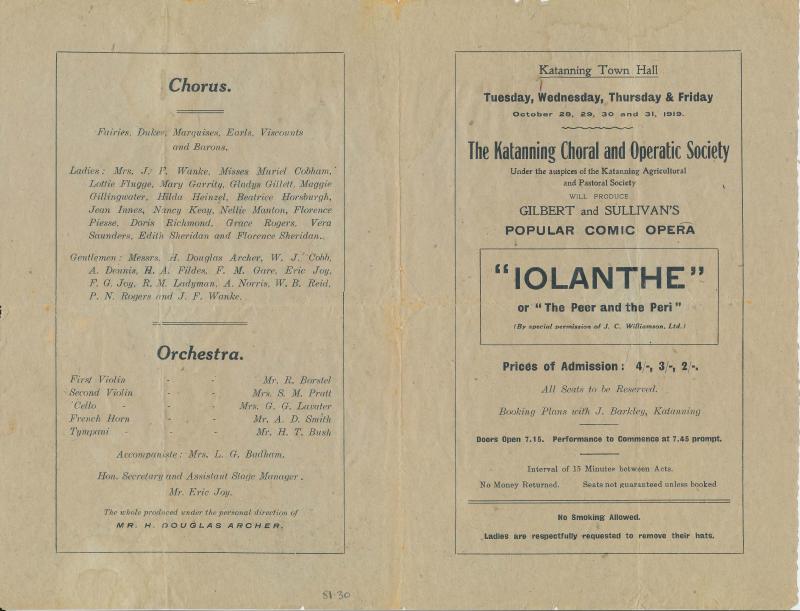 Chorus.
Fairies, Dukes, Marquises, Earls, Viscounts
and Barons.
Ladies: Mrs. J. F. Wanke, Misses Muriel Cobham,
Lottie Flugge, Mary Garrity, Gladys Gillett, Maggie
Gillingwater, Hilda Heinzel, Beatrice Horsburgh,
Jean Innes, Nancy Keay, Nellie Manton, Florence
Piesse, Doris Richmond, Grace Rogers, Vera
Saunders, Edith Sheridan and Florence Sheridan.
Gentlemen: Messrs. H. Douglas Archer, W. J. Cobb,
A. Dennis, H. A. Fildes, F. M. Gare, Eric Joy,
F. G. Joy, R. M. Ladyman, A. Norris, W. B. Reid,
P. N. Rogers and J. F. Wanke.
Orchestra.
First Violin - - Mr. R. Borstel
Second Violin - - Mrs. S. M. Pratt
'Cello - - Mrs. G. G. Lavater
French Horn - - Mr. A. D. Smith
Tympani - - Mr. H. T. Bush
Accompaniste: Mrs. L. G. Badham.
Hon. Secretary and Assistant Stage Manager.
Mr. Eric Joy.
The whole produced under the personal direction of
MR. H. DOUGLAS ARCHER.
81.30
Katanning Town Hall
Tuesday, Wednesday, Thursday & Friday
October 28, 29, 30 and 31, 1919.
The Katanning Choral and Operatic Society
Under the auspices of the Katanning Agricultural
and Pastoral Society
WILL PRODUCE
GILBERT and SULLIVAN'S
POPULAR COMIC OPERA
"IOLANTHE"
or "The Peer and the Peri"
(By special permission of J. C. Williamson, Ltd.)
Prices of Admission: 4/-, 3/-, 2/-.
All Seats to be Reserved.
Booking Plans with J. Barkley, Katanning
Doors Open 7.15. Performance to Commence at 7.45 prompt.
Interval of 15 Minutes between Acts.
No Money Returned. Seats not guaranteed unless booked
No Smoking Allowed.
Ladies are respectfully requested to remove their hats.